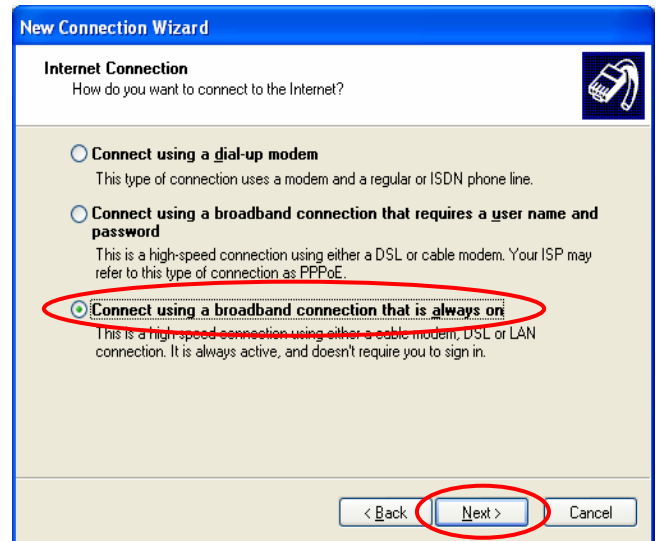 New Connection Wizard
Internet Connection
How do you want to connect to the Internet?
Connect using a dial-up modem
This type of connection uses a modem and a regular or ISDN phone line.
Connect using a broadband connection that requires a user name and
password
This is a high-speed connection using either a DSL or cable modem. Your ISP may
refer to this type of connection as PPPoE.
Connect using a broadband connection that is always on
This is a high-speed connection using either a cable modem, DSL or LAN
connection. It is always active, and doesn't require you to sign in.
< Back
Next >
Cancel